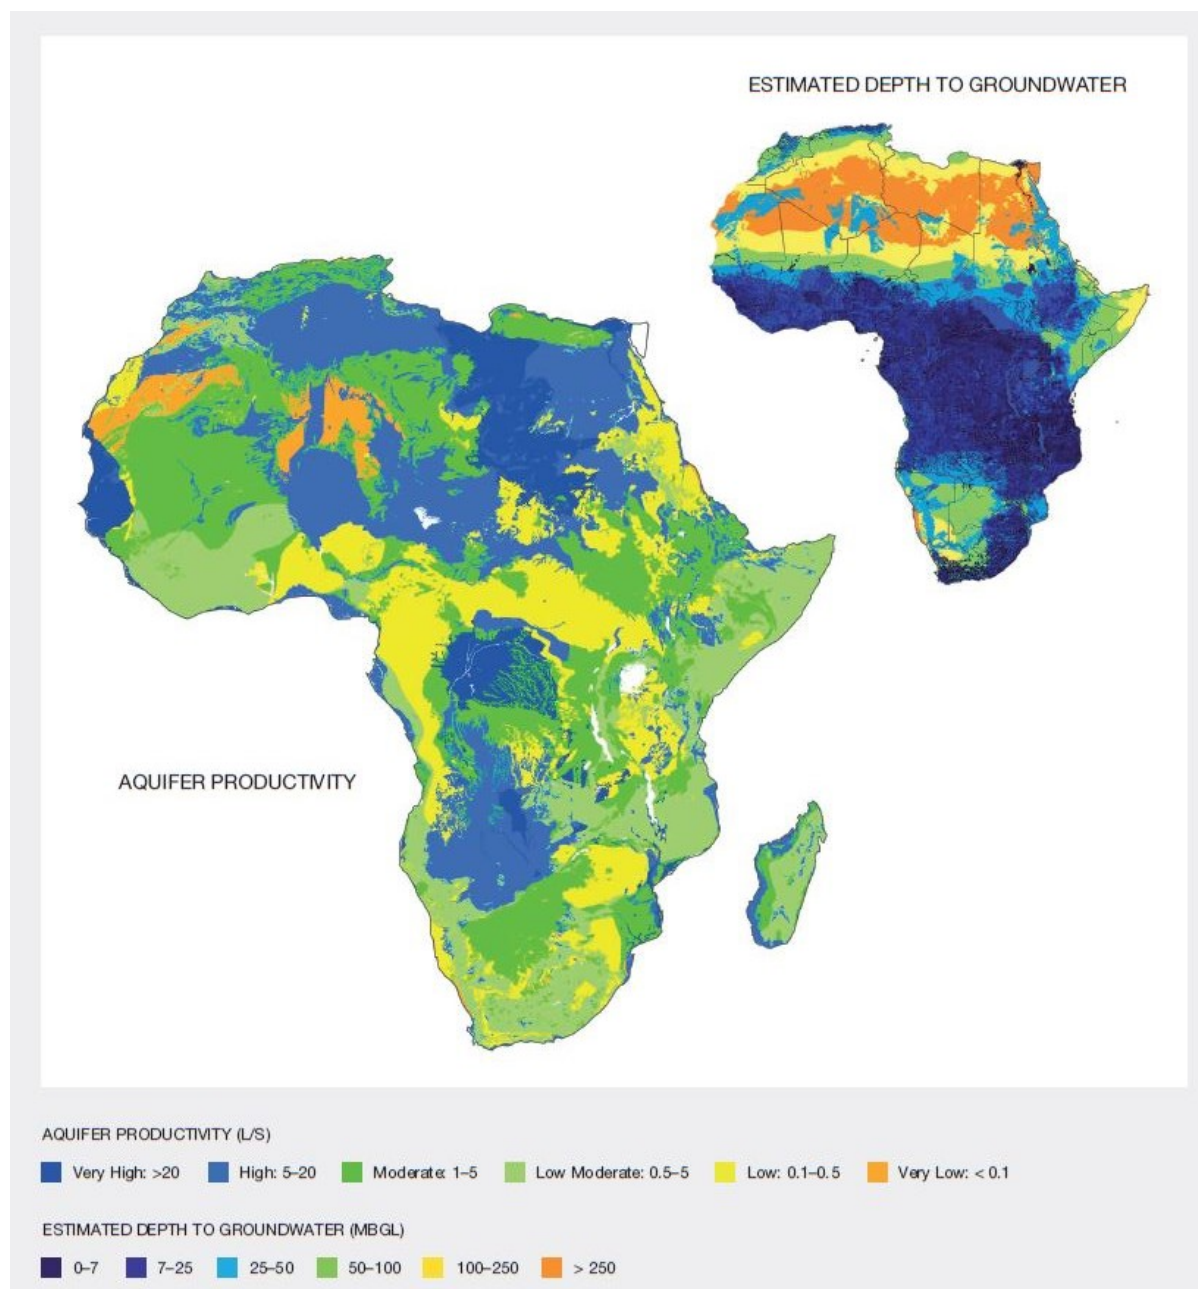 ESTIMATED DEPTH TO GROUNDWATER
AQUIFER PRODUCTIVITY
AQUIFER PRODUCTIVITY (L/S)
Very High: >20 High: 5–20 Moderate: 1–5 Low Moderate: 0.5–5 Low: 0.1–0.5 Very Low: < 0.1
ESTIMATED DEPTH TO GROUNDWATER (MBGL)
0–7 7–25 25–50 50–100 100–250 > 250